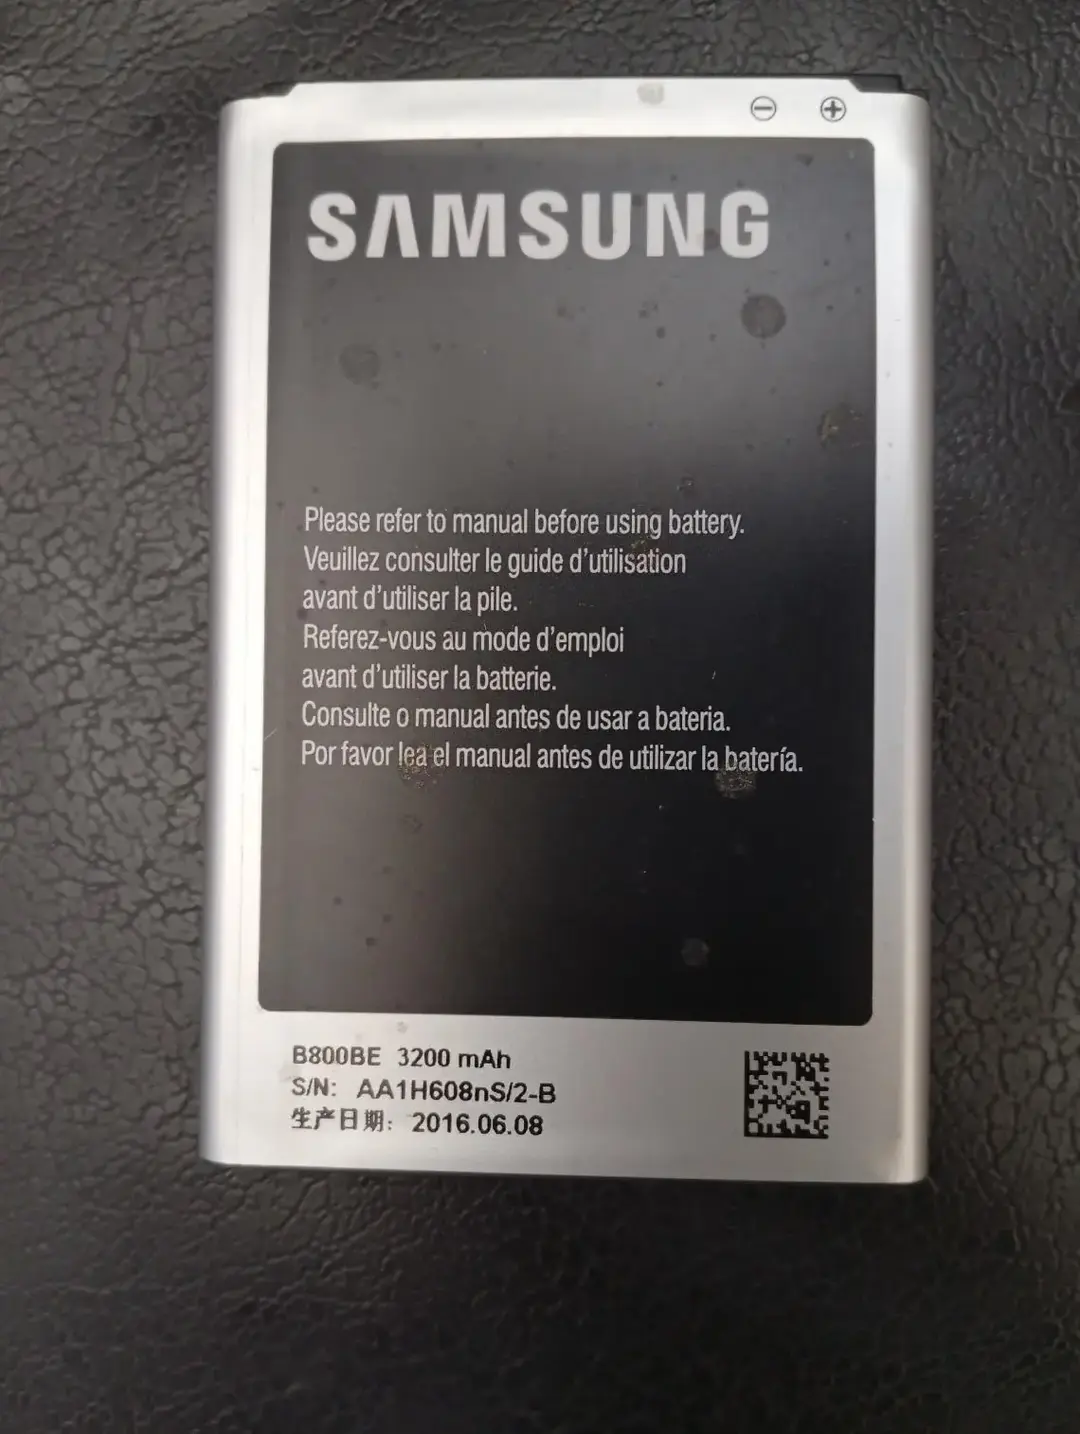 ⊖ ⊕
SAMSUNG
Please refer to manual before using battery.
Veuillez consulter le guide d'utilisation
avant d'utiliser la pile.
Referez-vous au mode d'emploi
avant d'utiliser la batterie.
Consulte o manual antes de usar a bateria.
Por favor lea el manual antes de utilizar la batería.
B800BE 3200 mAh
S/N: AA1H608nS/2-B
生产日期: 2016.06.08